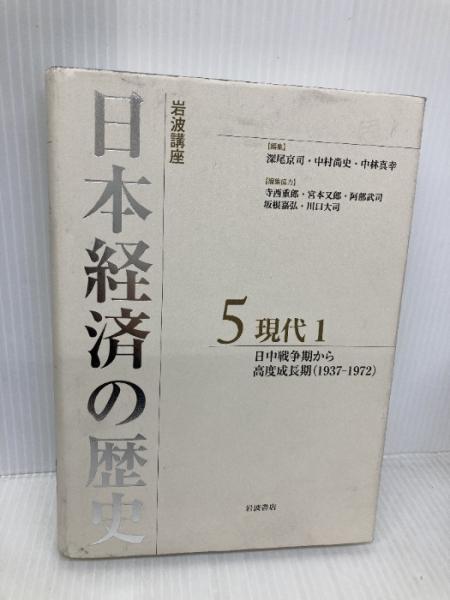 岩波講座
日本経済の歴史
［編集］
深尾京司・中村尚史・中林真幸
［編集協力］
寺西重郎・宮本又郎・阿部武司
坂根嘉弘・川口大司
5 現代1
日中戦争期から
高度成長期(1937-1972)
岩波書店